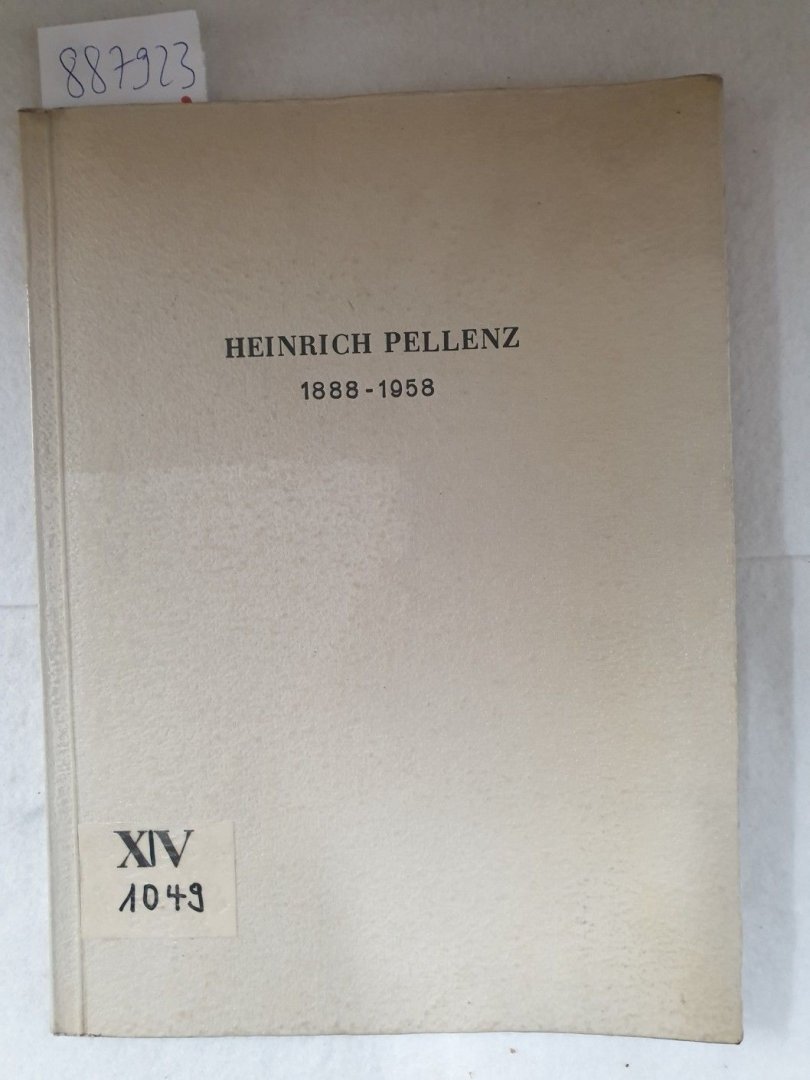 887923
HEINRICH PELLENZ
1888-1958
XIV
1049